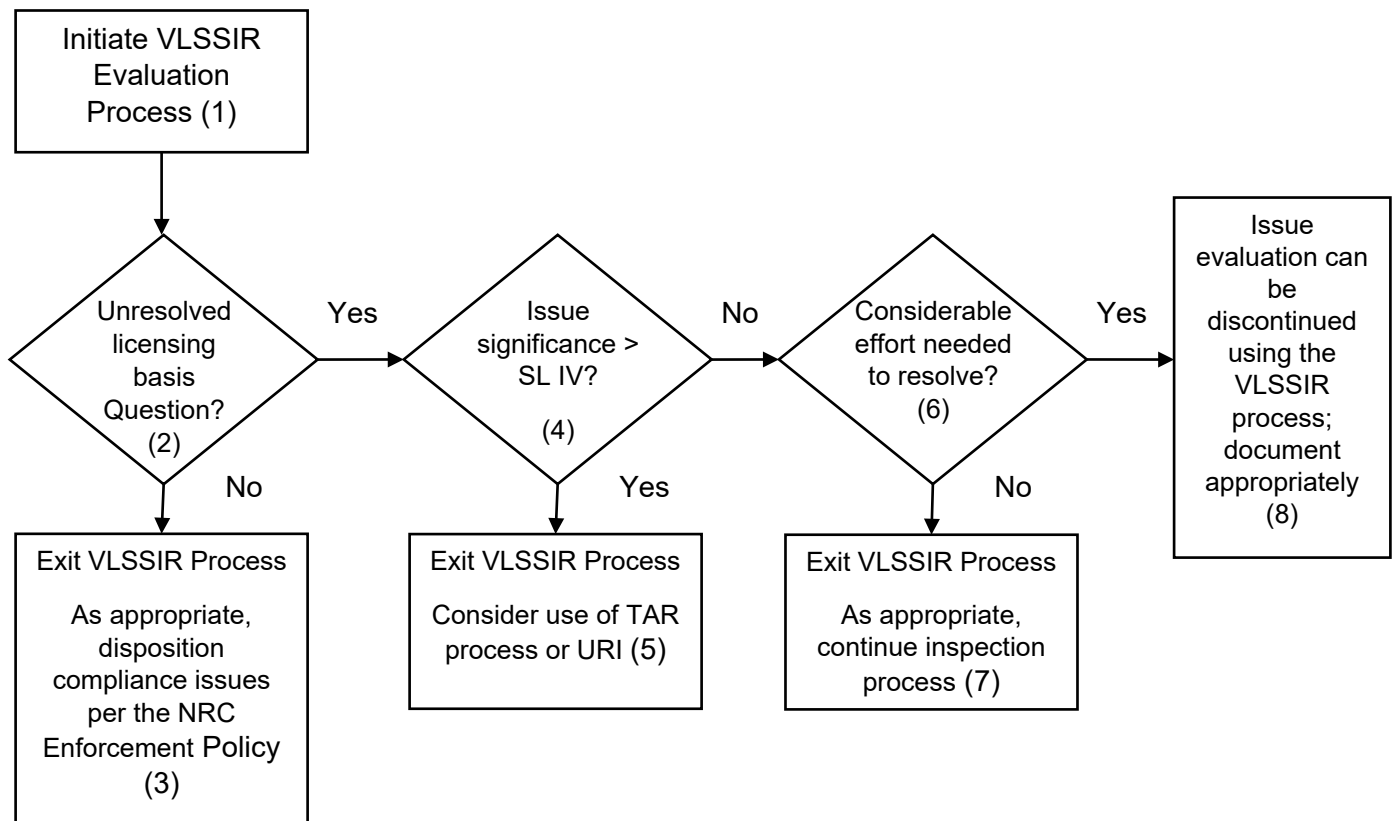 Initiate VLSSIR
Evaluation
Process (1)
Unresolved
licensing
basis
Question?
(2)
Yes
No
Exit VLSSIR Process
As appropriate,
disposition
compliance issues
per the NRC
Enforcement Policy
(3)
Issue
significance >
SL IV?
(4)
No
Yes
Exit VLSSIR Process
Consider use of TAR
process or URI (5)
Considerable
effort needed
to resolve?
(6)
Yes
No
Exit VLSSIR Process
As appropriate,
continue inspection
process (7)
Issue
evaluation can
be
discontinued
using the
VLSSIR
process;
document
appropriately
(8)